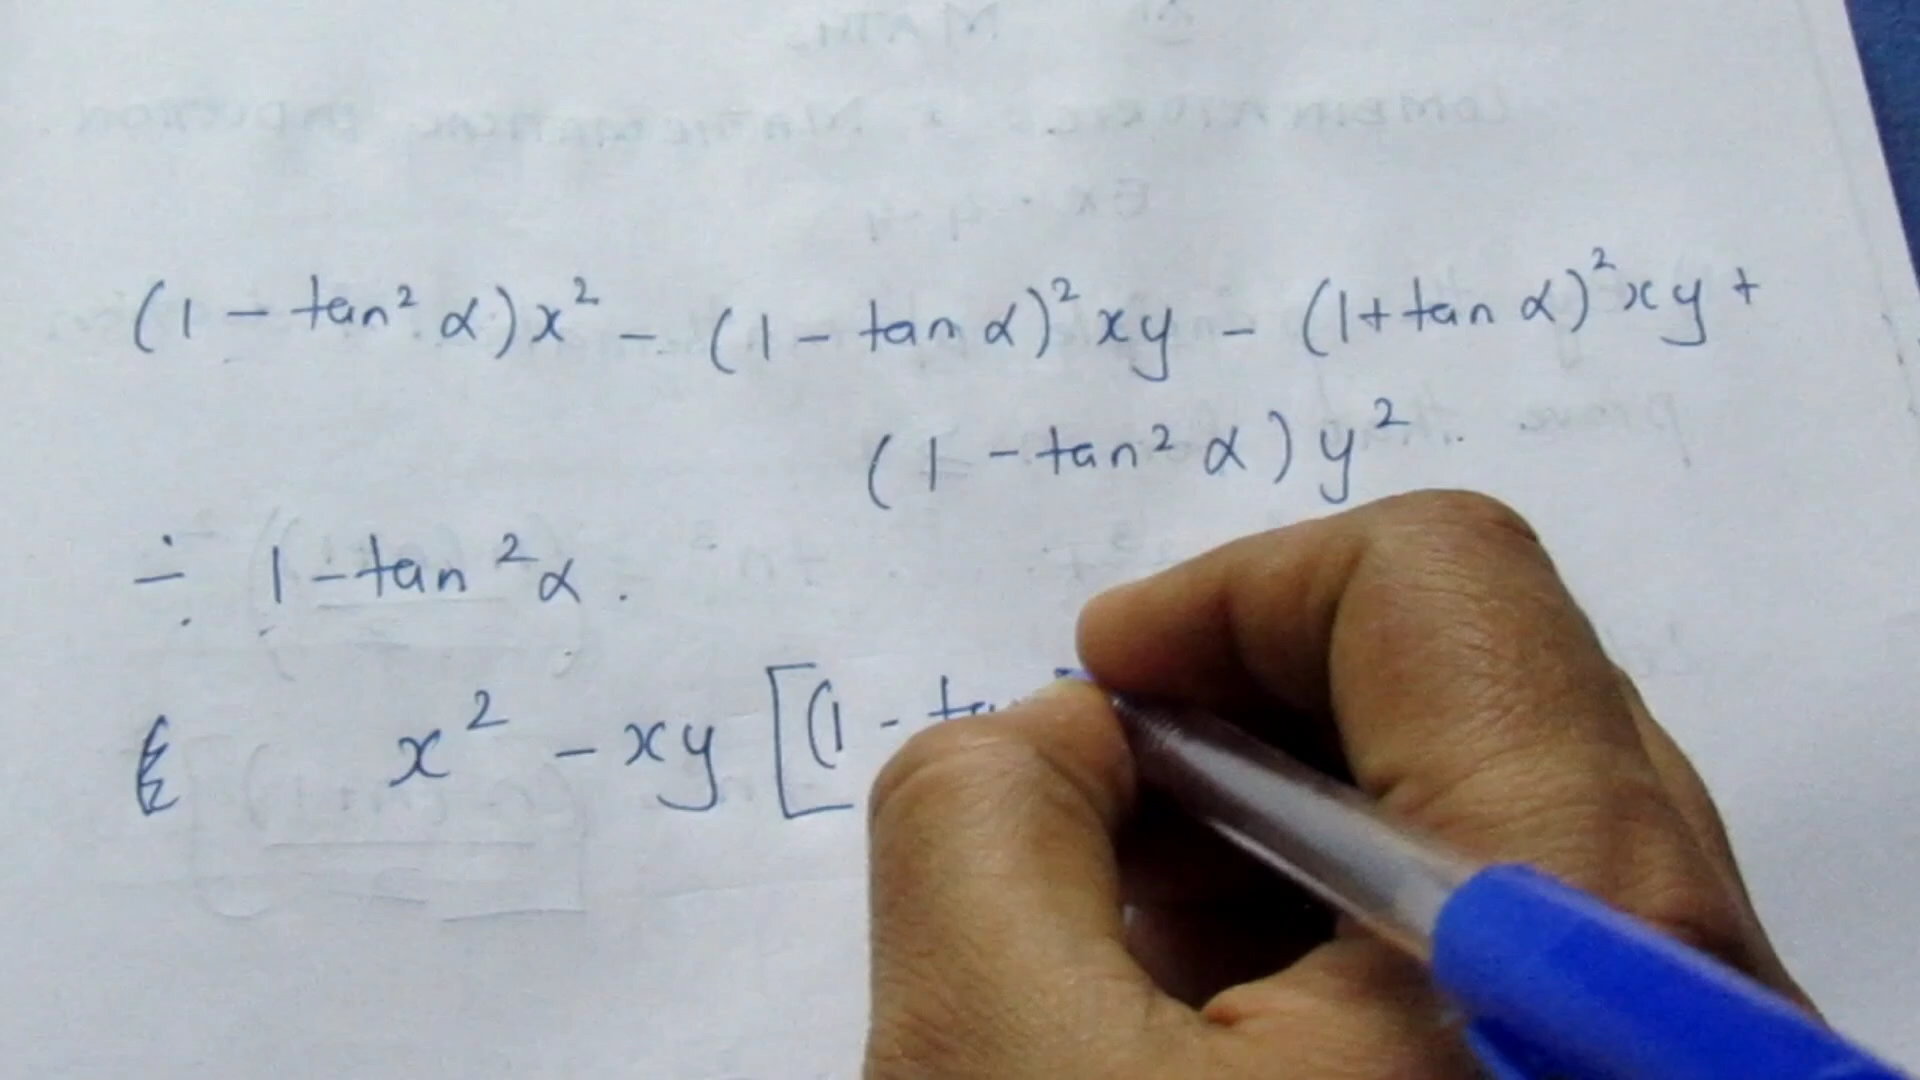 (1 - tan² α)x² - (1 - tan α)² xy - (1 + tan α)² xy +
(1 - tan² α) y².
÷ 1 - tan² α.
x² - xy [(1 -